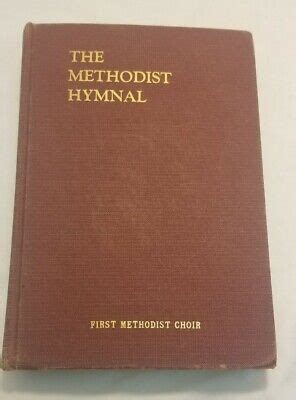 THE
METHODIST
HYMNAL
FIRST METHODIST CHOIR